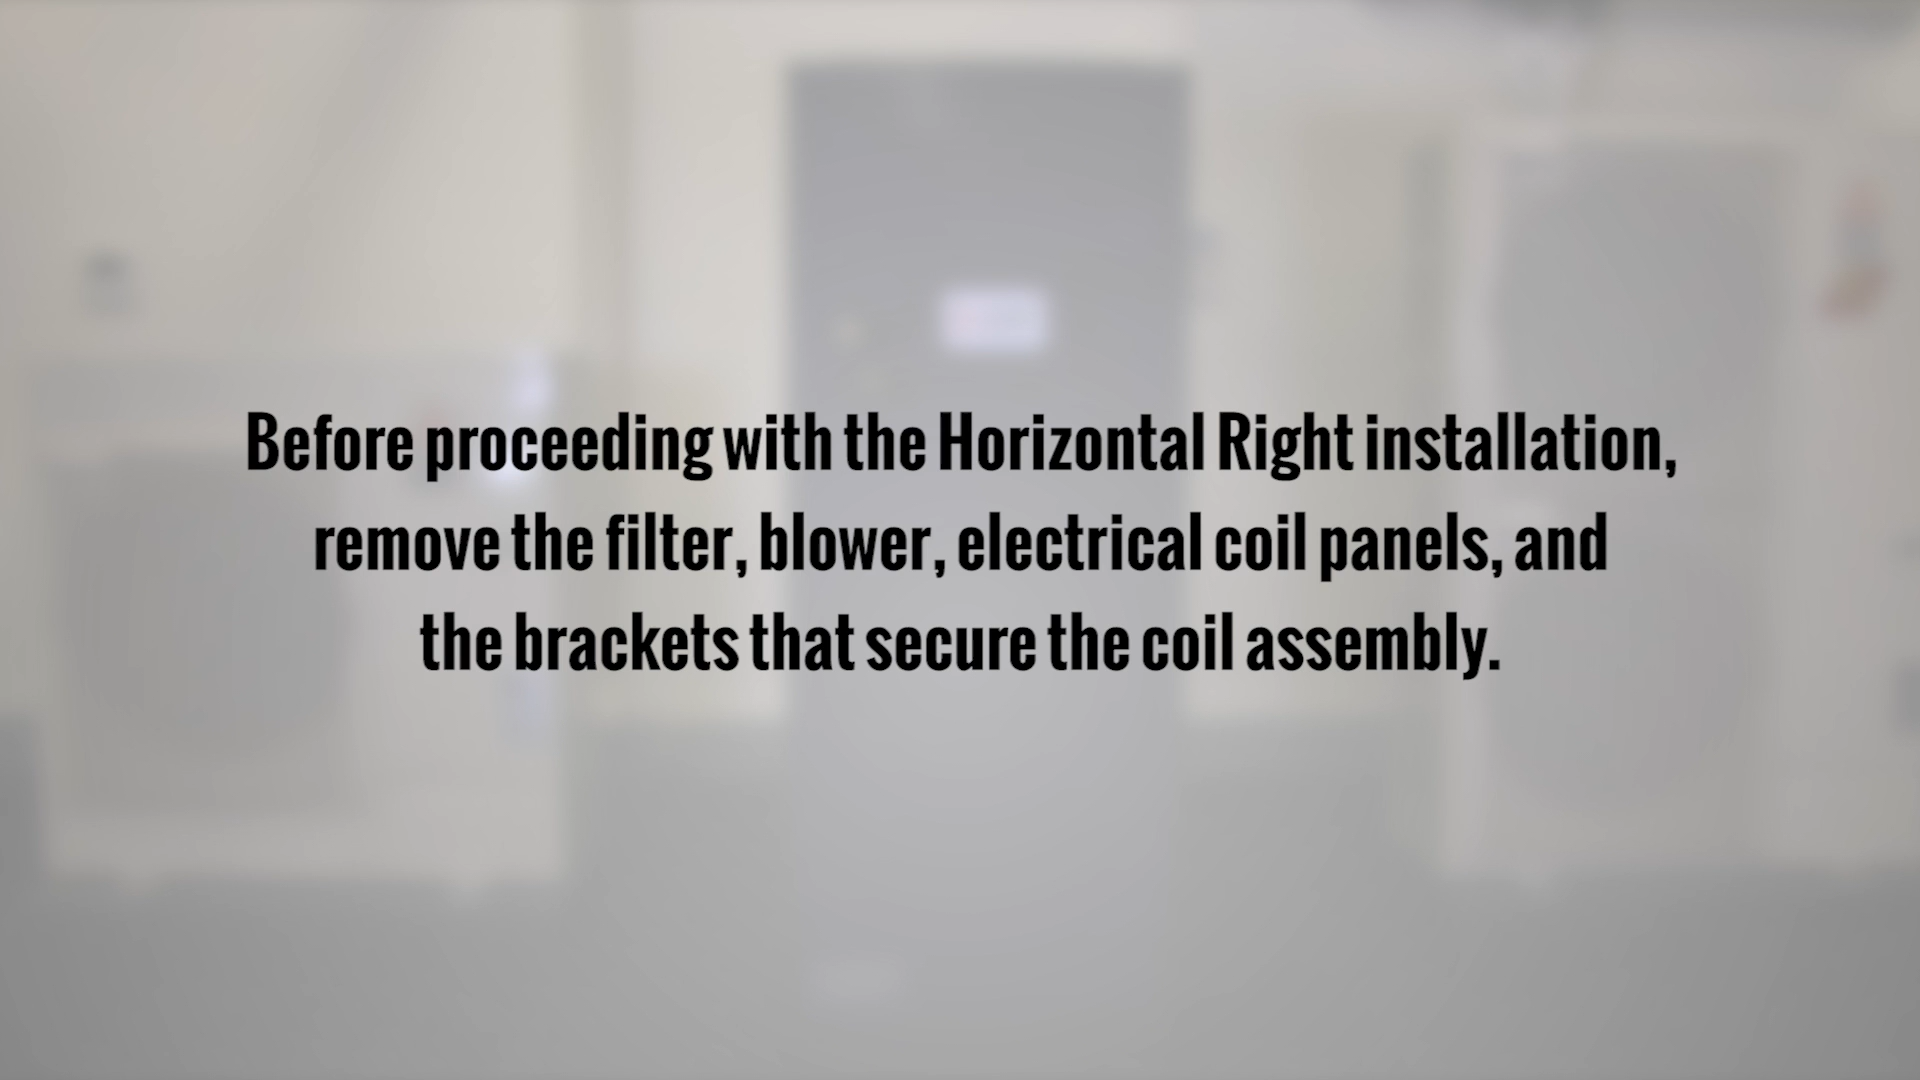 Before proceeding with the Horizontal Right installation,
remove the filter, blower, electrical coil panels, and
the brackets that secure the coil assembly.